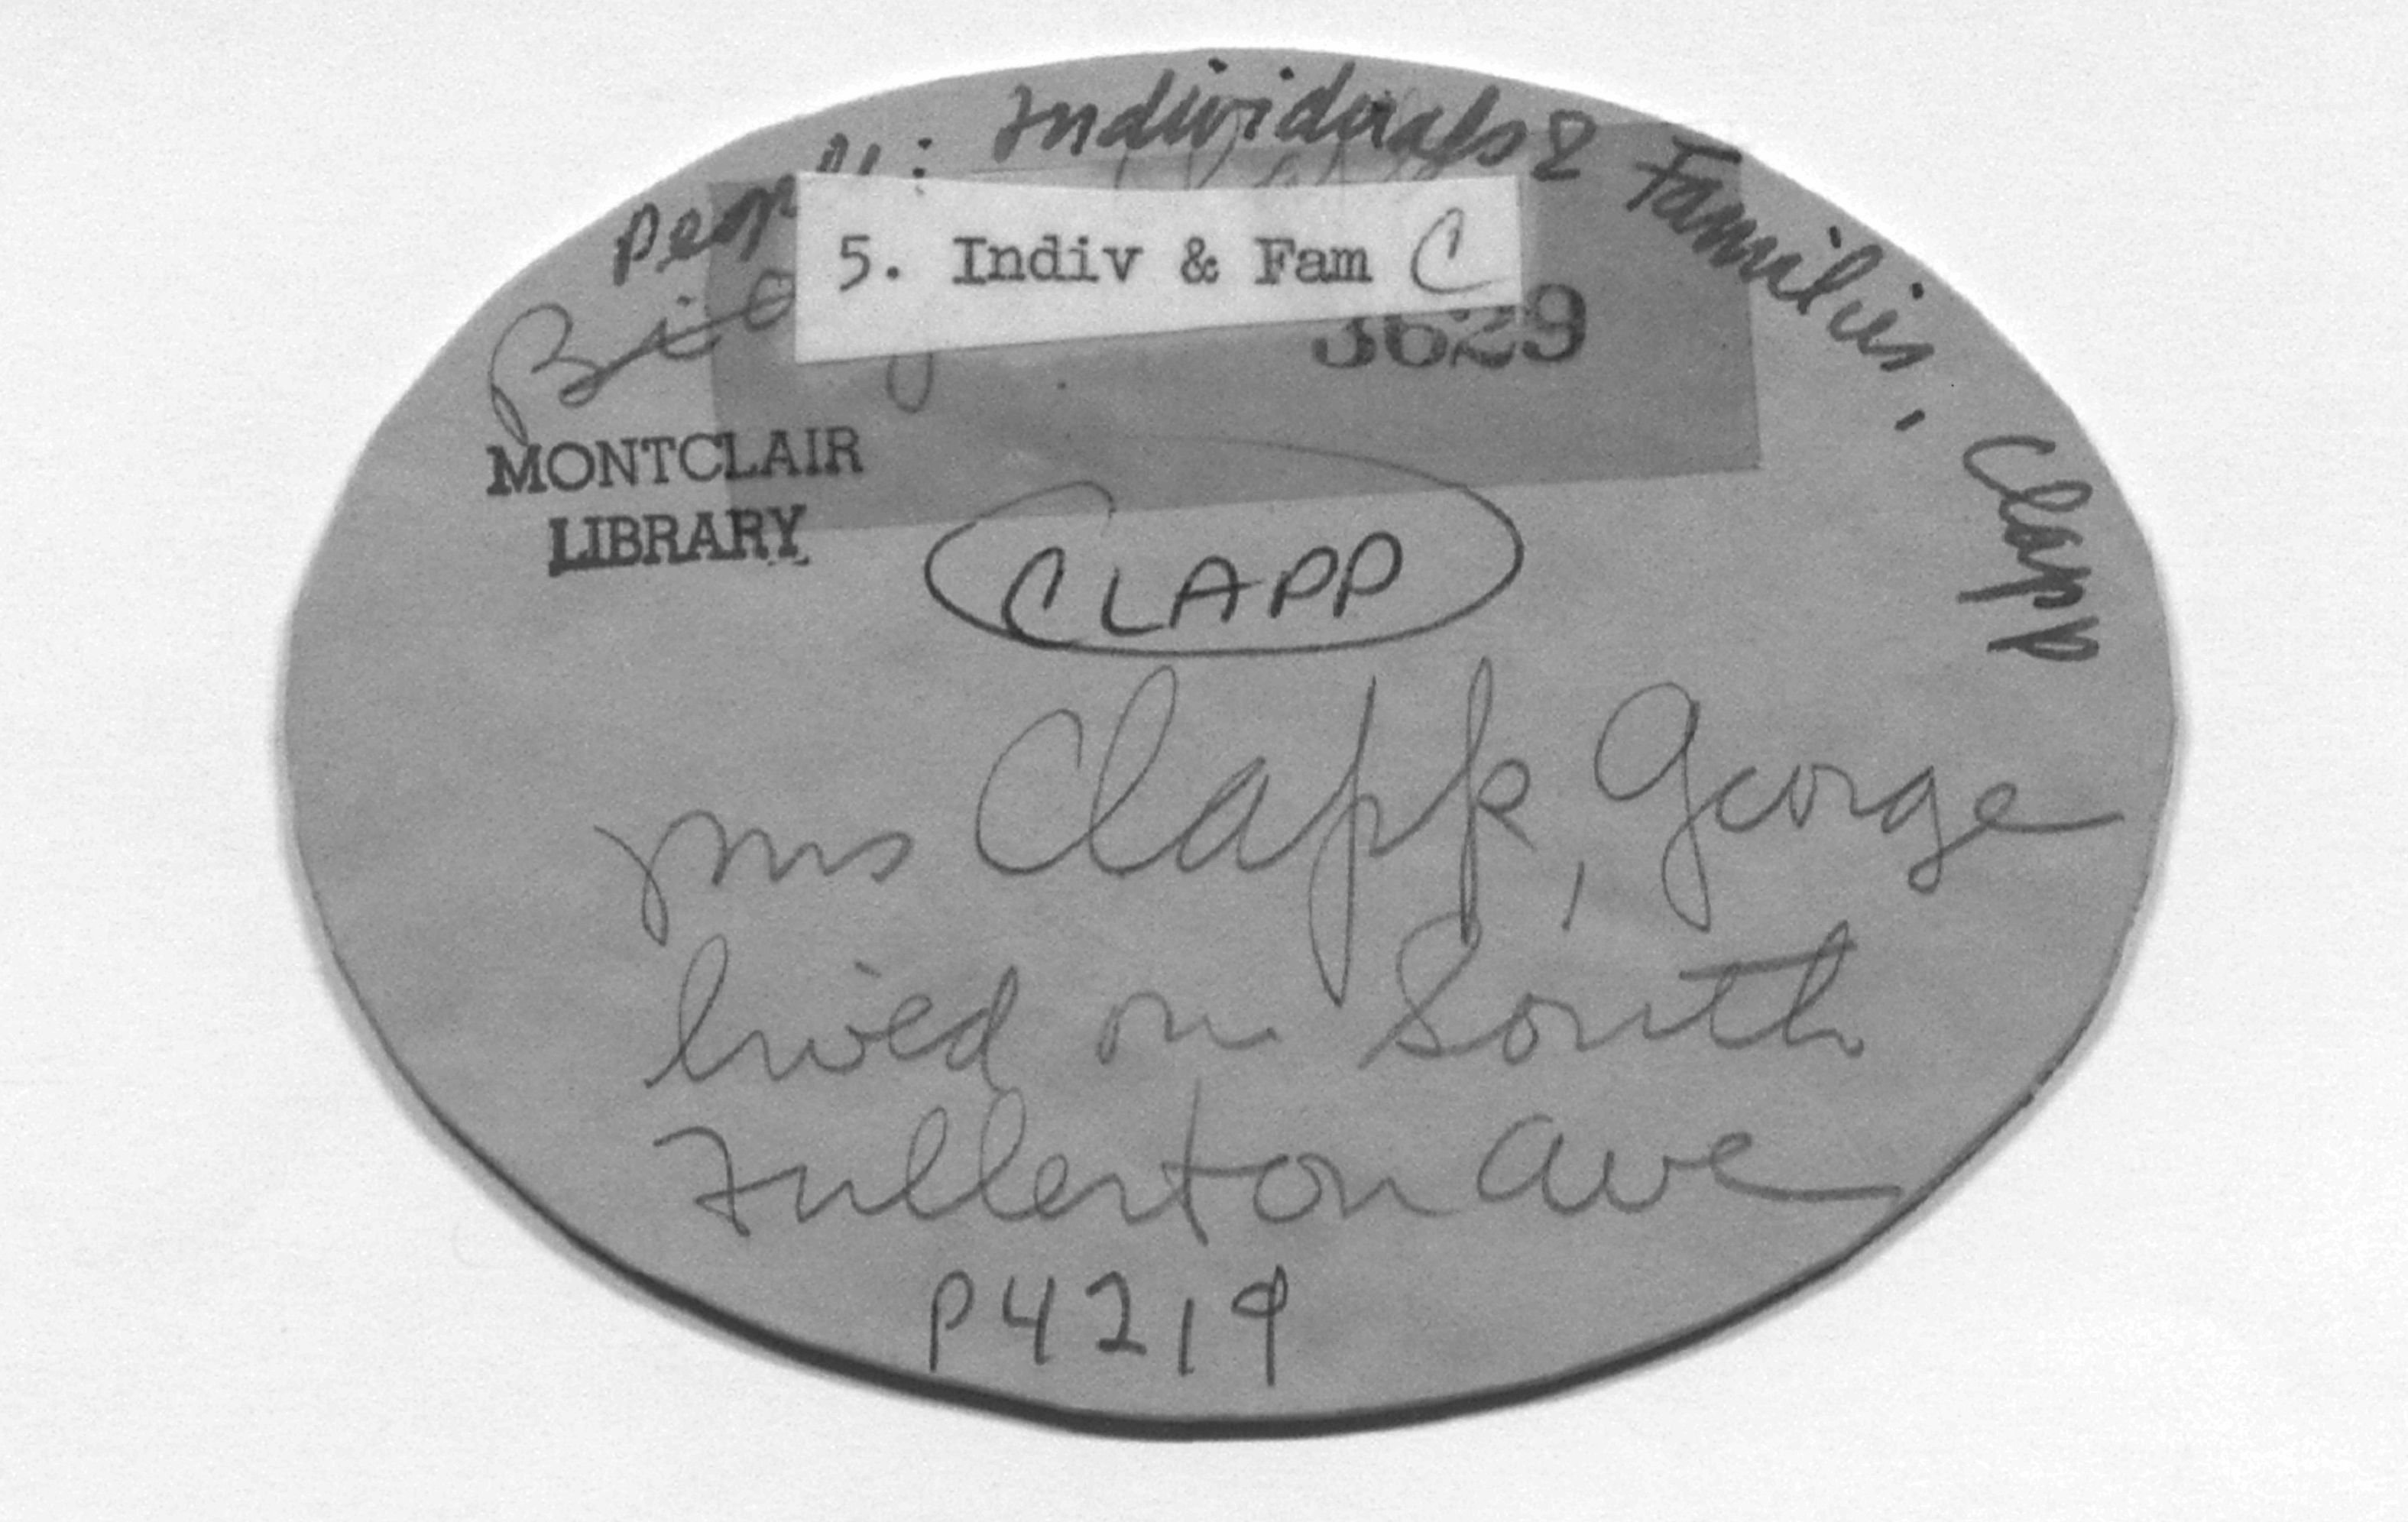 People: Individuals & Families, Clapp
5. Indiv & Fam C
3629
MONTCLAIR
LIBRARY
CLAPP
Mrs Clapp, George
lived on South
Fullerton Ave
P4219